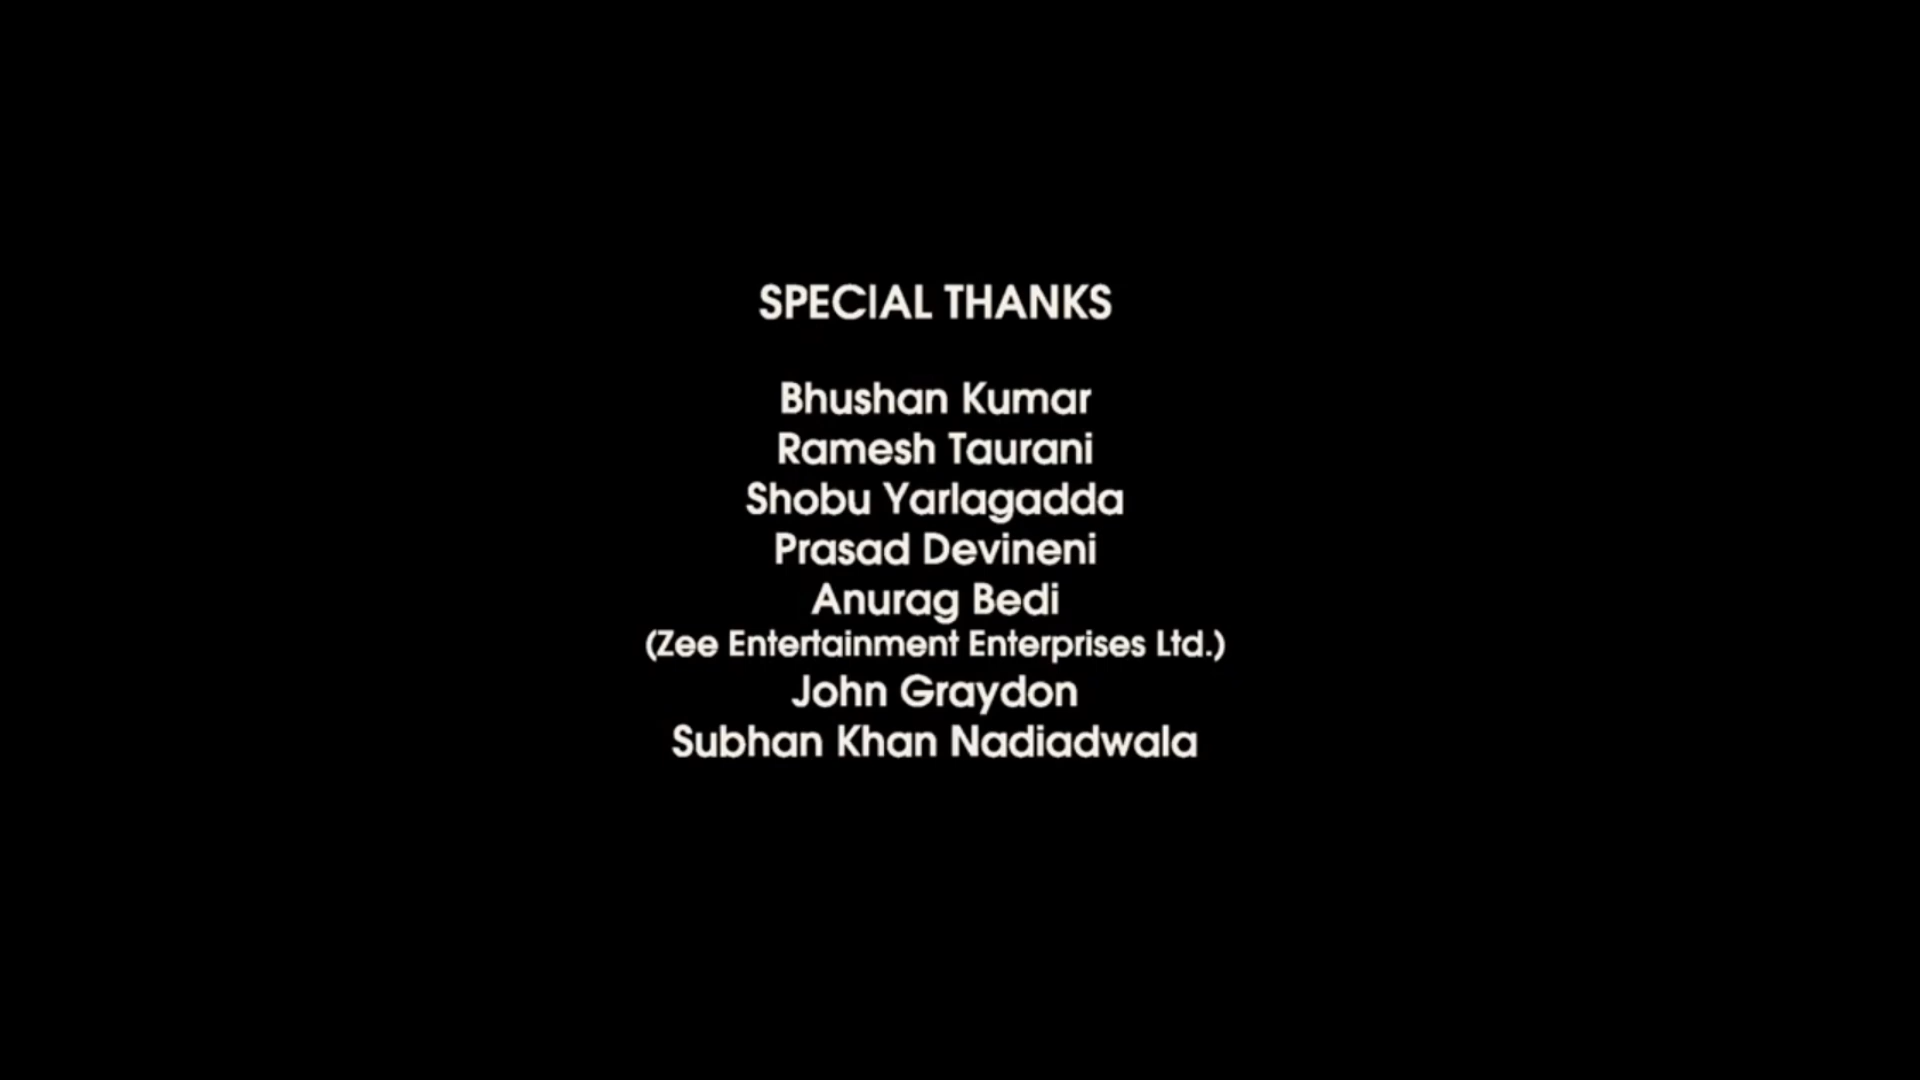 SPECIAL THANKS
Bhushan Kumar
Ramesh Taurani
Shobu Yarlagadda
Prasad Devineni
Anurag Bedi
(Zee Entertainment Enterprises Ltd.)
John Graydon
Subhan Khan Nadiadwala